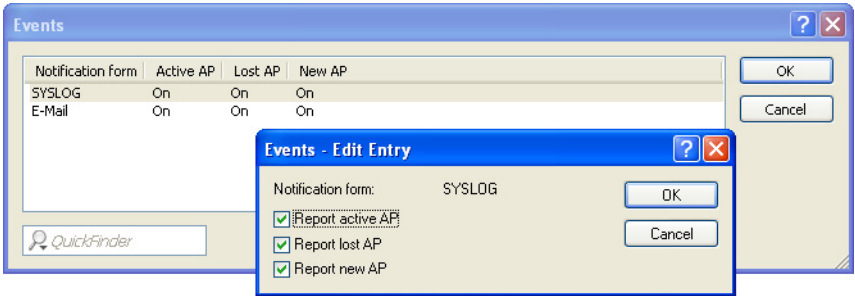 Events
Notification form Active AP Lost AP New AP
SYSLOG On On On
E-Mail On On On
OK
Cancel
QuickFinder
Events - Edit Entry
Notification form: SYSLOG
Report active AP
Report lost AP
Report new AP
OK
Cancel